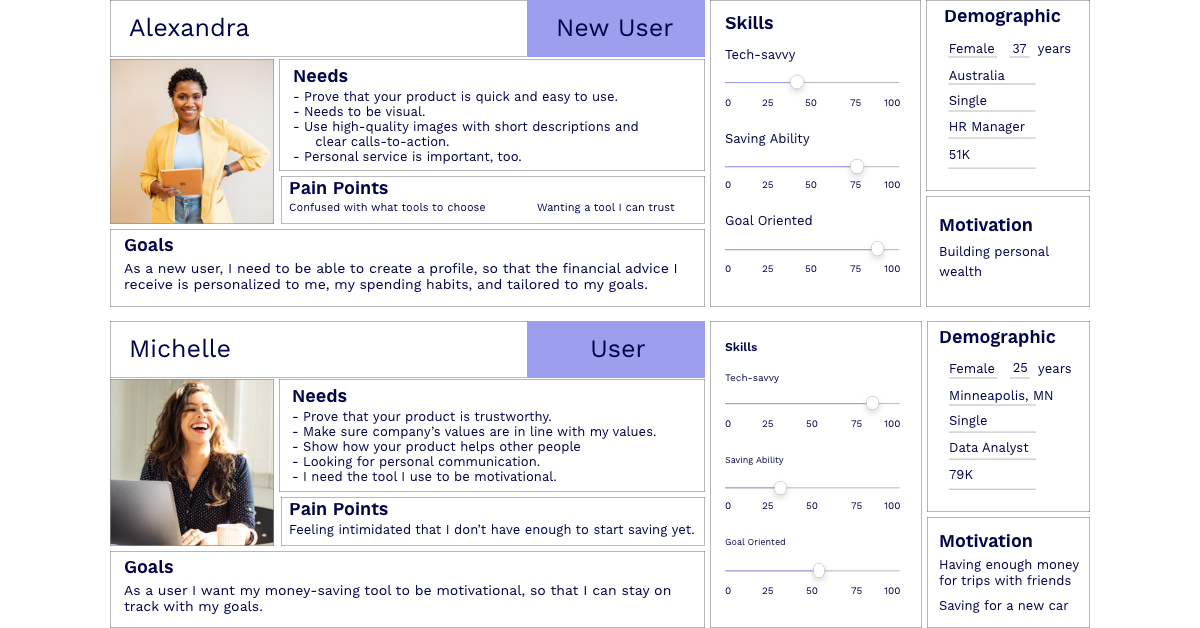 Alexandra
New User
Needs
- Prove that your product is quick and easy to use.
- Needs to be visual.
- Use high-quality images with short descriptions and
clear calls-to-action.
- Personal service is important, too.
Pain Points
Confused with what tools to choose
Wanting a tool I can trust
Goals
As a new user, I need to be able to create a profile, so that the financial advice I
receive is personalized to me, my spending habits, and tailored to my goals.
Skills
Tech-savvy
0 25 50 75 100
Saving Ability
0 25 50 75 100
Goal Oriented
0 25 50 75 100
Demographic
Female 37 years
Australia
Single
HR Manager
51K
Motivation
Building personal
wealth
Michelle
User
Needs
- Prove that your product is trustworthy.
- Make sure company’s values are in line with my values.
- Show how your product helps other people
- Looking for personal communication.
- I need the tool I use to be motivational.
Pain Points
Feeling intimidated that I don’t have enough to start saving yet.
Goals
As a user I want my money-saving tool to be motivational, so that I can stay on
track with my goals.
Skills
Tech-savvy
0 25 50 75 100
Saving Ability
0 25 50 75 100
Goal Oriented
0 25 50 75 100
Demographic
Female 25 years
Minneapolis, MN
Single
Data Analyst
79K
Motivation
Having enough money
for trips with friends
Saving for a new car